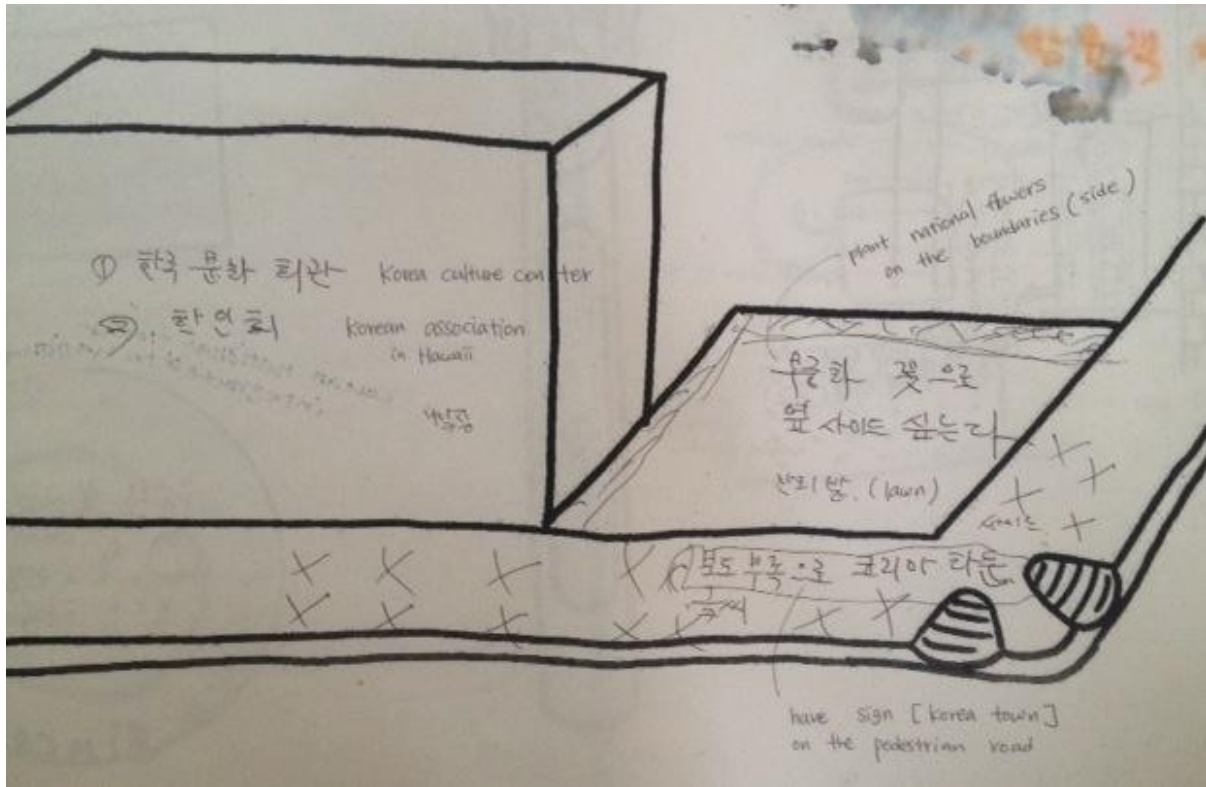 plant national flowers
on the boundaries (side)
① 한국 문화 회관 Korea culture center
② 한인회 Korean association
in Hawaii
무궁화 꽃으로
옆 사이드 심는다
잔디밭. (lawn)
사이드
보도 부록으로 코리아 타운
글씨
have sign [Korea town]
on the pedestrian road